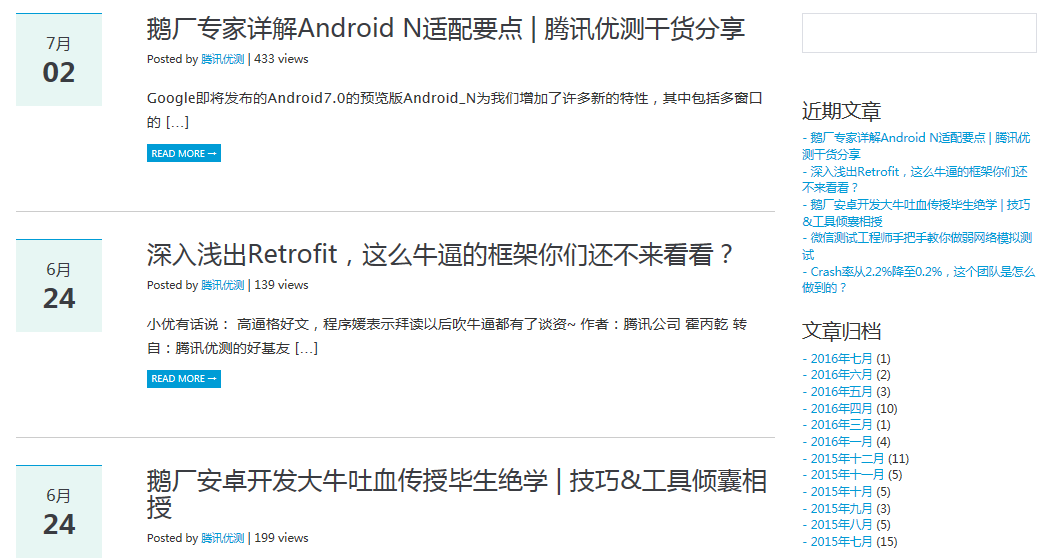 7月
02
鹅厂专家详解Android N适配要点 | 腾讯优测干货分享
Posted by 腾讯优测 | 433 views
Google即将发布的Android7.0的预览版Android_N为我们增加了许多新的特性，其中包括多窗口
的 […]
READ MORE →
6月
24
深入浅出Retrofit，这么牛逼的框架你们还不来看看？
Posted by 腾讯优测 | 139 views
小优有话说： 高逼格好文，程序媛表示拜读以后吹牛逼都有了谈资~ 作者：腾讯公司 霍丙乾 转
自：腾讯优测的好基友 […]
READ MORE →
6月
24
鹅厂安卓开发大牛吐血传授毕生绝学 | 技巧&工具倾囊相
授
Posted by 腾讯优测 | 199 views
近期文章
- 鹅厂专家详解Android N适配要点 | 腾讯优
测干货分享
- 深入浅出Retrofit，这么牛逼的框架你们还
不来看看？
- 鹅厂安卓开发大牛吐血传授毕生绝学 | 技巧
&工具倾囊相授
- 微信测试工程师手把手教你做弱网络模拟测
试
- Crash率从2.2%降至0.2%，这个团队是怎么
做到的？
文章归档
- 2016年七月 (1)
- 2016年六月 (2)
- 2016年五月 (3)
- 2016年四月 (10)
- 2016年三月 (1)
- 2016年一月 (4)
- 2015年十二月 (11)
- 2015年十一月 (5)
- 2015年十月 (5)
- 2015年九月 (3)
- 2015年八月 (5)
- 2015年七月 (15)